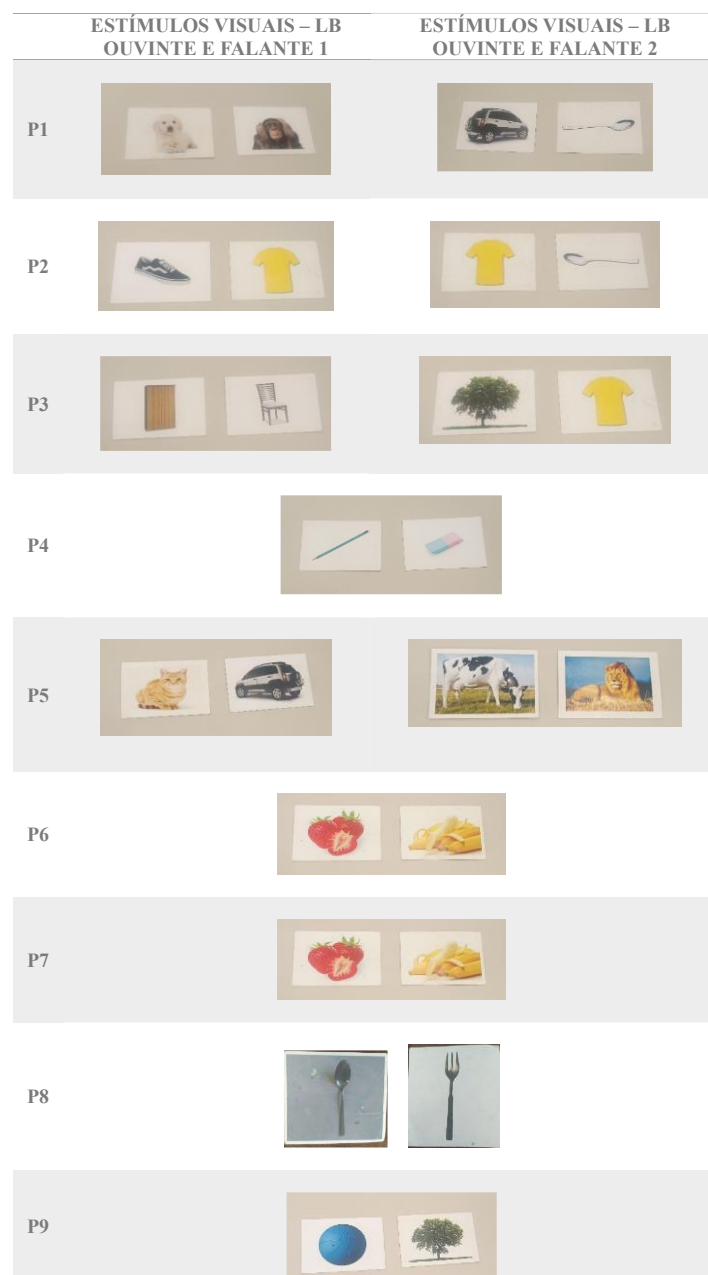 ESTÍMULOS VISUAIS – LB
OUVINTE E FALANTE 1
ESTÍMULOS VISUAIS – LB
OUVINTE E FALANTE 2
P1
P2
P3
P4
P5
P6
P7
P8
P9